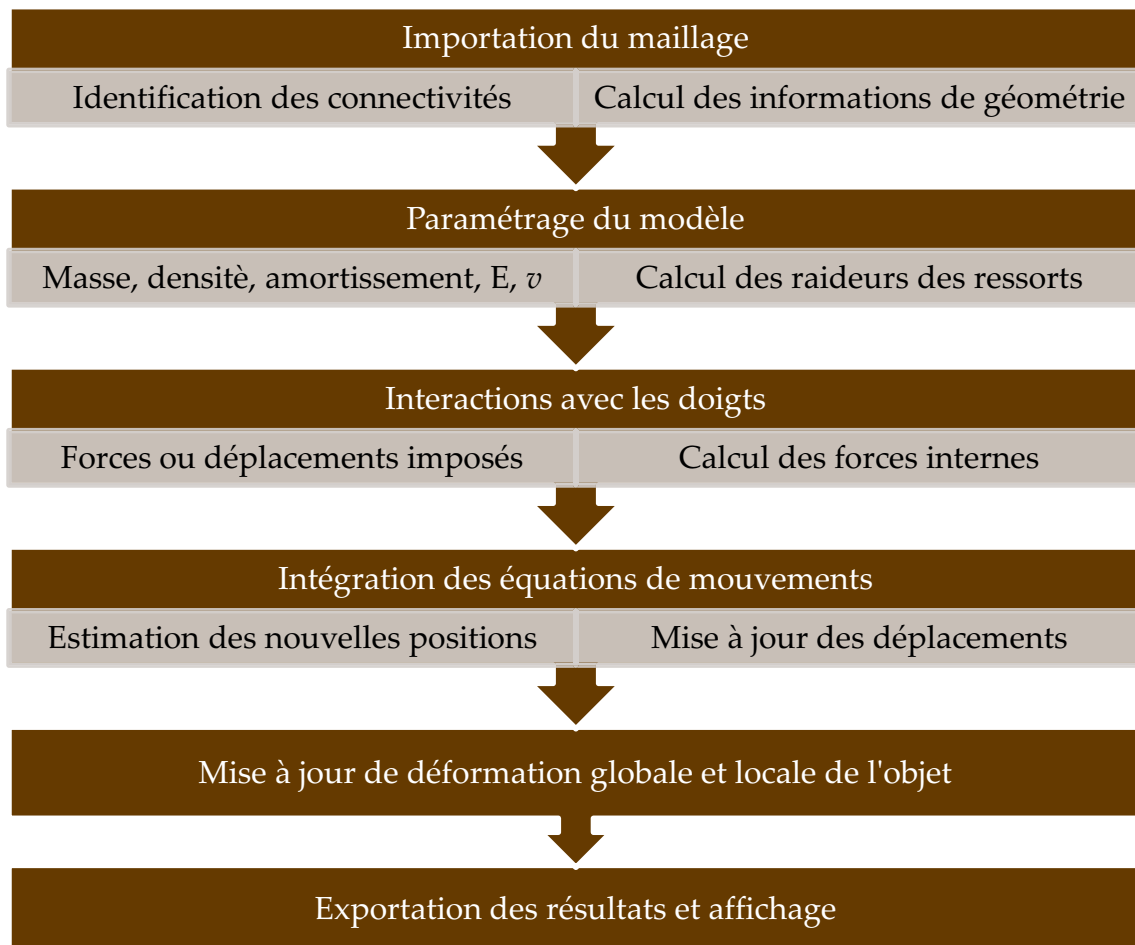 Importation du maillage
Identification des connectivités
Calcul des informations de géométrie
Paramétrage du modèle
Masse, densitè, amortissement, E, v
Calcul des raideurs des ressorts
Interactions avec les doigts
Forces ou déplacements imposés
Calcul des forces internes
Intégration des équations de mouvements
Estimation des nouvelles positions
Mise à jour des déplacements
Mise à jour de déformation globale et locale de l'objet
Exportation des résultats et affichage